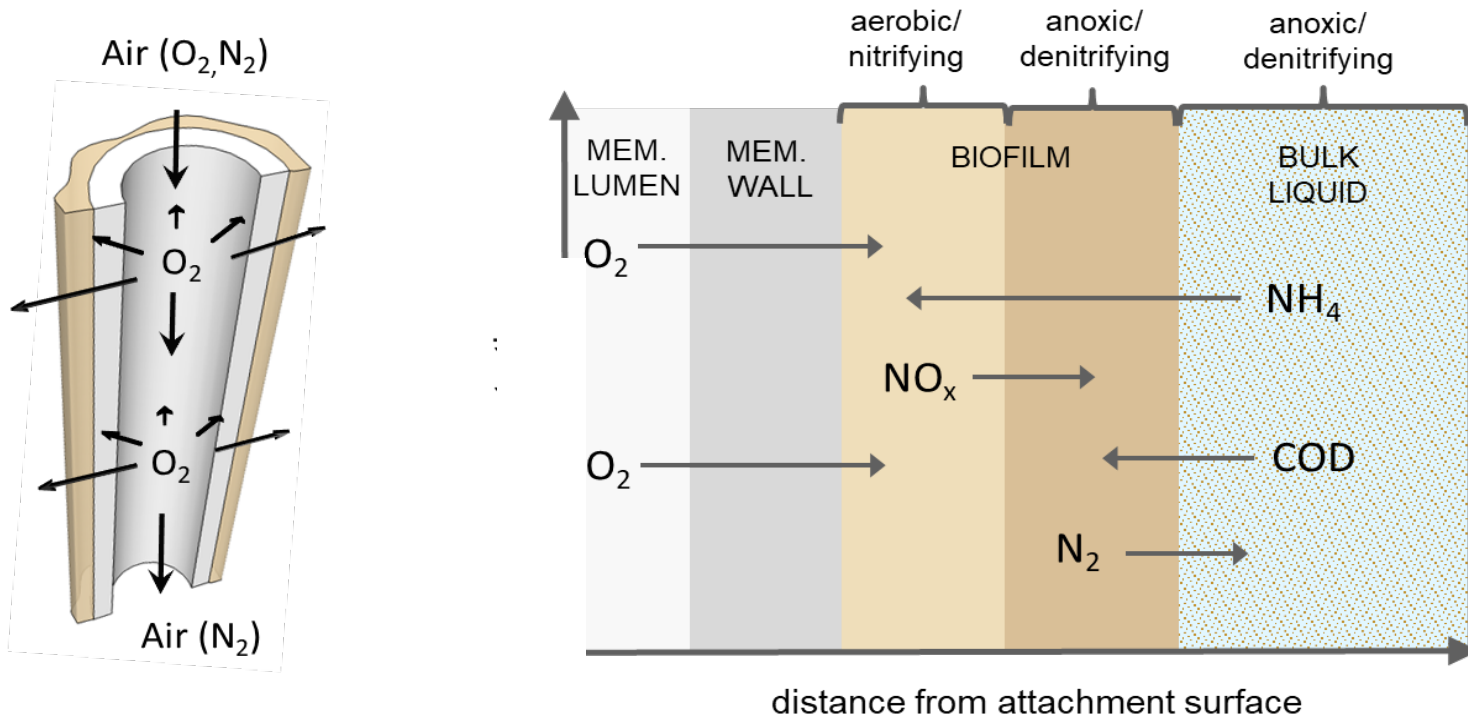 Air (O₂,N₂)
O₂
O₂
Air (N₂)
aerobic/
nitrifying
anoxic/
denitrifying
anoxic/
denitrifying
MEM.
LUMEN
MEM.
WALL
BIOFILM
BULK
LIQUID
O₂
NH₄
NOₓ
O₂
COD
N₂
distance from attachment surface